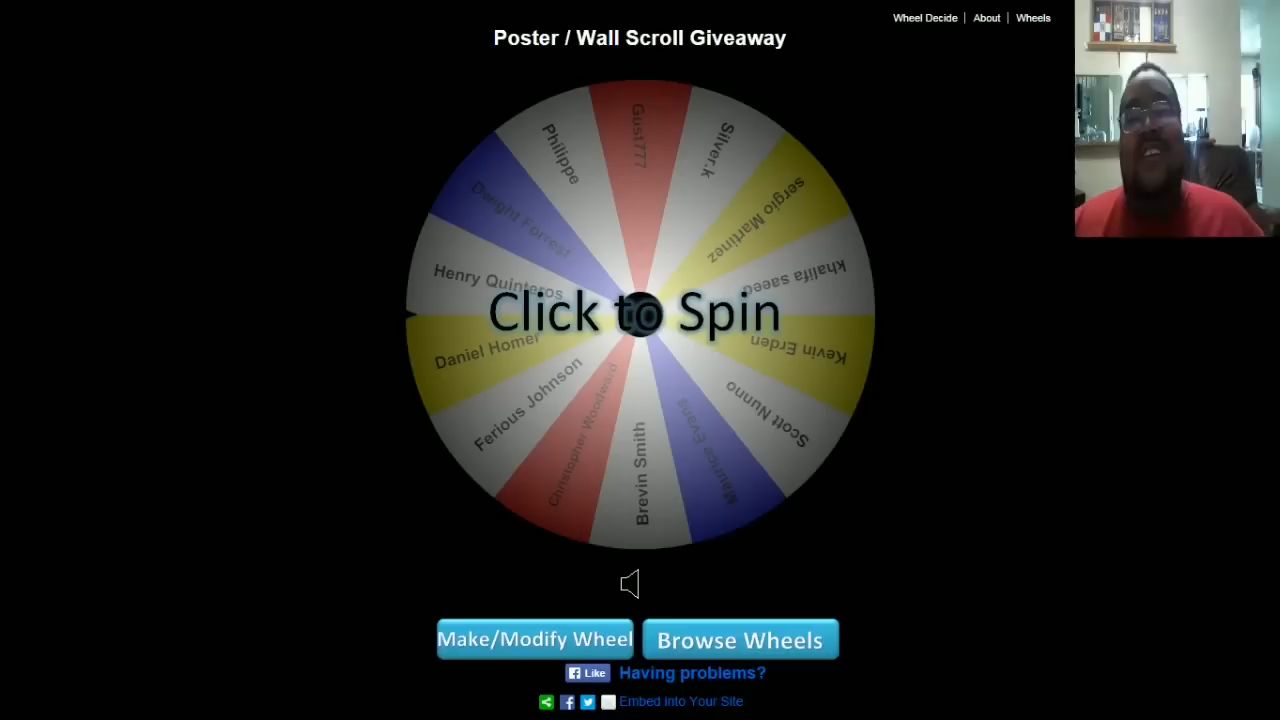 Wheel Decide | About | Wheels
Poster / Wall Scroll Giveaway
Gust777
Silver.k
sergio Martinez
khalifa saeed
Kevin Erden
Scott Nunno
Maurice Evans
Brevin Smith
Christopher Woodward
Ferious Johnson
Daniel Homer
Henry Quinteros
Dwight Forrest
Philippe
Click to Spin
Make/Modify Wheel
Browse Wheels
Like
Having problems?
Embed Into Your Site